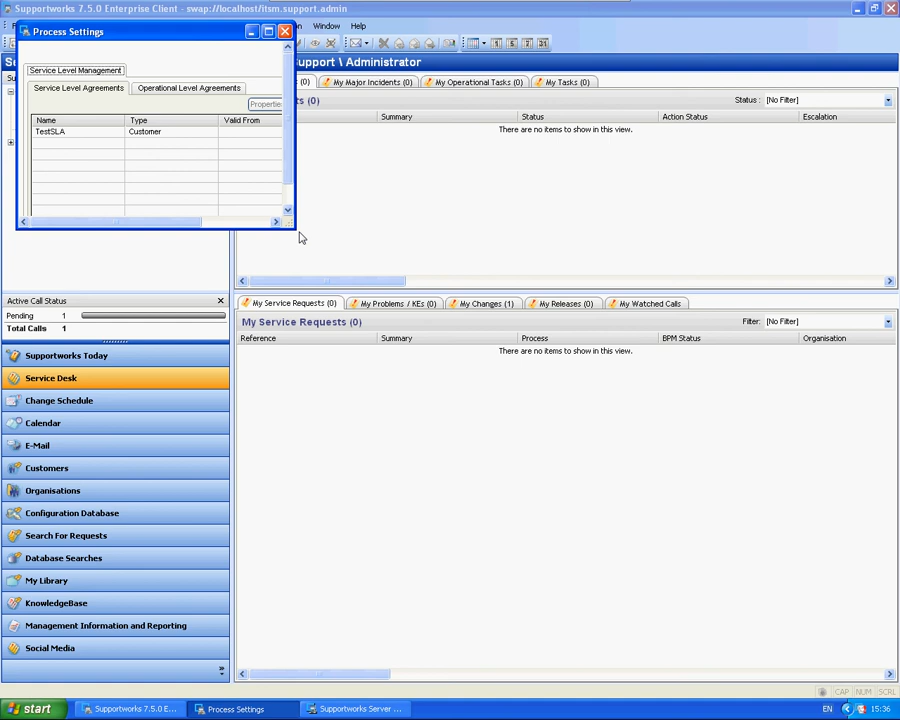 Supportworks 7.5.0 Enterprise Client - swap://localhost/itsm.support.admin
Window Help
Process Settings
1 5 7 31
Support \ Administrator
Service Level Management
(0) My Major Incidents (0) My Operational Tasks (0) My Tasks (0)
Service Level Agreements Operational Level Agreements
(0) Status : [No Filter]
Properties
Name Type Valid From
Summary Status Action Status Escalation
TestSLA Customer
There are no items to show in this view.
Active Call Status
Pending 1
Total Calls 1
My Service Requests (0) My Problems / KEs (0) My Changes (1) My Releases (0) My Watched Calls
My Service Requests (0) Filter: [No Filter]
Reference Summary Process BPM Status Organisation
There are no items to show in this view.
Supportworks Today
Service Desk
Change Schedule
Calendar
E-Mail
Customers
Organisations
Configuration Database
Search For Requests
Database Searches
My Library
KnowledgeBase
Management Information and Reporting
Social Media
CAP NUM SCRL
start Supportworks 7.5.0 E... Process Settings Supportworks Server ... EN 15:36